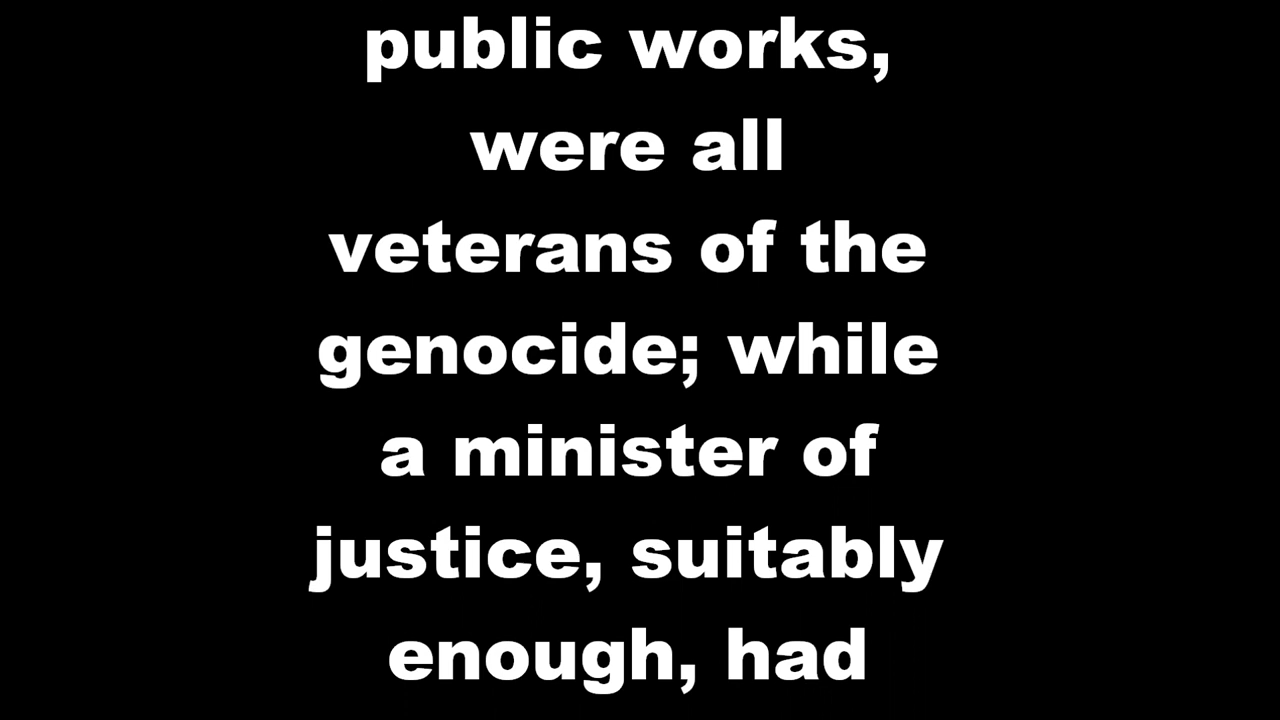 public works,
were all
veterans of the
genocide; while
a minister of
justice, suitably
enough, had